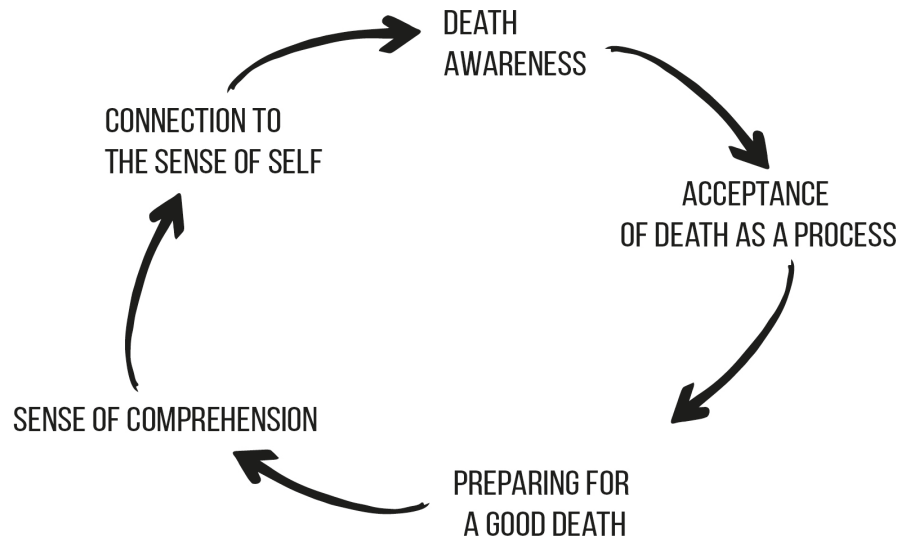 DEATH
AWARENESS
ACCEPTANCE
OF DEATH AS A PROCESS
PREPARING FOR
A GOOD DEATH
SENSE OF COMPREHENSION
CONNECTION TO
THE SENSE OF SELF